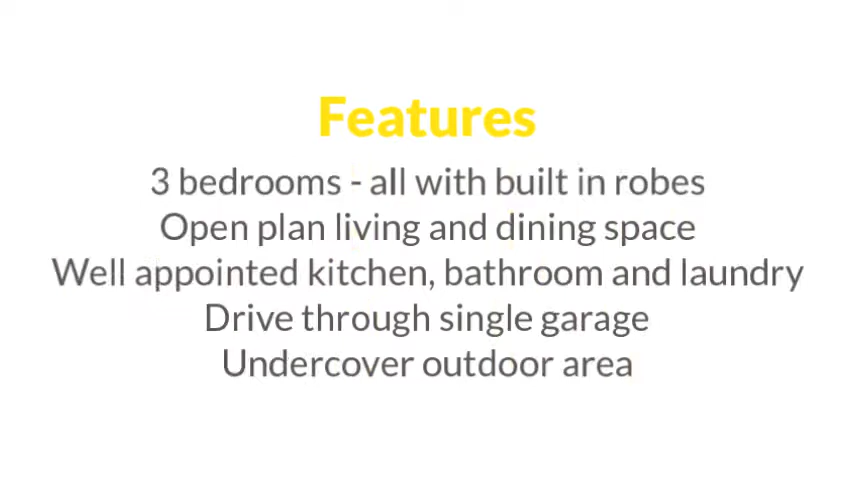 Features
3 bedrooms - all with built in robes
Open plan living and dining space
Well appointed kitchen, bathroom and laundry
Drive through single garage
Undercover outdoor area